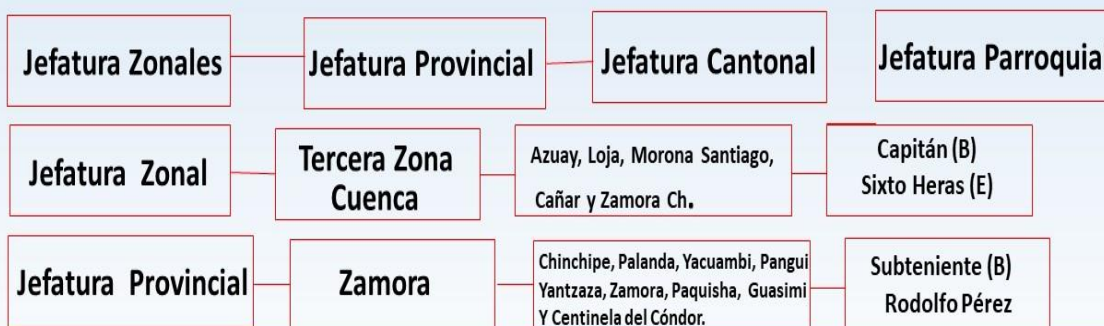 Jefatura Zonales
Jefatura Provincial
Jefatura Cantonal
Jefatura Parroquia
Jefatura Zonal
Tercera Zona
Cuenca
Azuay, Loja, Morona Santiago,
Cañar y Zamora Ch.
Capitán (B)
Sixto Heras (E)
Jefatura Provincial
Zamora
Chinchipe, Palanda, Yacuambi, Pangui
Yantzaza, Zamora, Paquisha, Guasimi
Y Centinela del Cóndor.
Subteniente (B)
Rodolfo Pérez